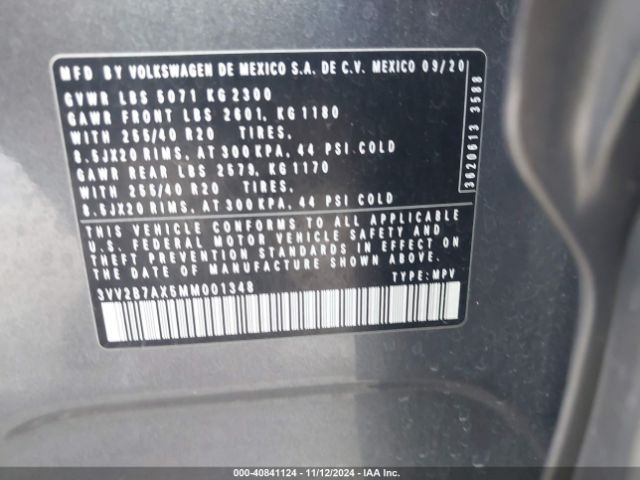 MFD BY VOLKSWAGEN DE MEXICO S.A. DE C.V. MEXICO 09/20
GVWR LBS 5071 KG 2300
GAWR FRONT LBS 2601, KG 1180
WITH 255/40 R20 TIRES,
8.5JX20 RIMS, AT 300 KPA, 44 PSI COLD
GAWR REAR LBS 2579, KG 1170
WITH 255/40 R20 TIRES,
8.5JX20 RIMS, AT 300 KPA, 44 PSI COLD
THIS VEHICLE CONFORMS TO ALL APPLICABLE
U.S. FEDERAL MOTOR VEHICLE SAFETY AND
THEFT PREVENTION STANDARDS IN EFFECT ON
THE DATE OF MANUFACTURE SHOWN ABOVE.
3VV2B7AX5MM001348 TYPE: MPV
3620613 3588
000-40841124 | 11/12/2024 - IAAI.COM